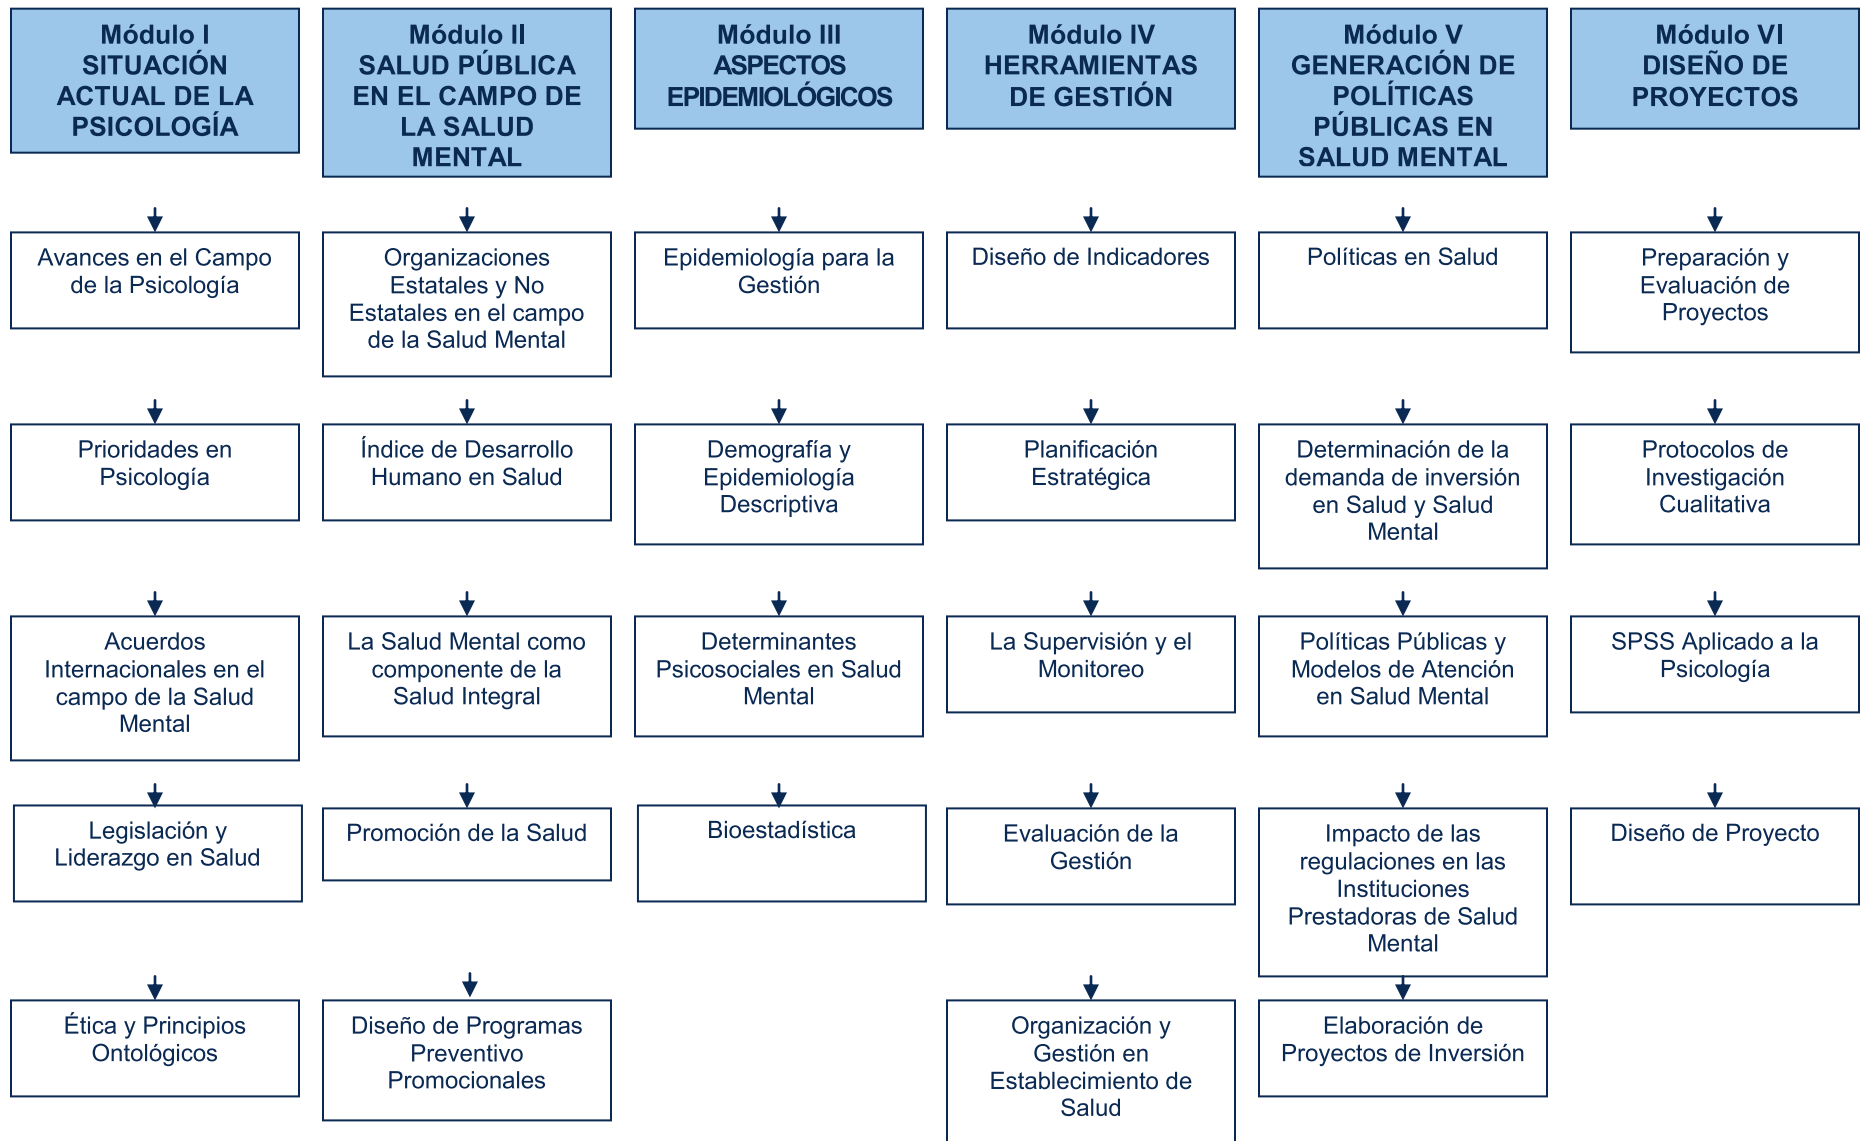 Módulo I
SITUACIÓN
ACTUAL DE LA
PSICOLOGÍA
Módulo II
SALUD PÚBLICA
EN EL CAMPO DE
LA SALUD
MENTAL
Módulo III
ASPECTOS
EPIDEMIOLÓGICOS
Módulo IV
HERRAMIENTAS
DE GESTIÓN
Módulo V
GENERACIÓN DE
POLÍTICAS
PÚBLICAS EN
SALUD MENTAL
Módulo VI
DISEÑO DE
PROYECTOS
Avances en el Campo
de la Psicología
Organizaciones
Estatales y No
Estatales en el campo
de la Salud Mental
Epidemiología para la
Gestión
Diseño de Indicadores
Políticas en Salud
Preparación y
Evaluación de
Proyectos
Prioridades en
Psicología
Índice de Desarrollo
Humano en Salud
Demografía y
Epidemiología
Descriptiva
Planificación
Estratégica
Determinación de la
demanda de inversión
en Salud y Salud
Mental
Protocolos de
Investigación
Cualitativa
Acuerdos
Internacionales en el
campo de la Salud
Mental
La Salud Mental como
componente de la
Salud Integral
Determinantes
Psicosociales en Salud
Mental
La Supervisión y el
Monitoreo
Políticas Públicas y
Modelos de Atención
en Salud Mental
SPSS Aplicado a la
Psicología
Legislación y
Liderazgo en Salud
Promoción de la Salud
Bioestadística
Evaluación de la
Gestión
Impacto de las
regulaciones en las
Instituciones
Prestadoras de Salud
Mental
Diseño de Proyecto
Ética y Principios
Ontológicos
Diseño de Programas
Preventivo
Promocionales
Organización y
Gestión en
Establecimiento de
Salud
Elaboración de
Proyectos de Inversión